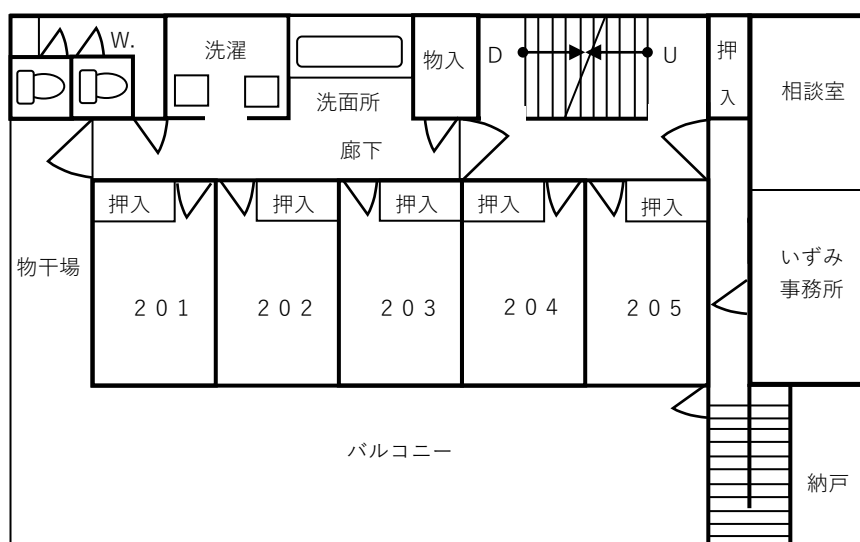 W.
洗濯
物入
D
U
押
入
相談室
洗面所
廊下
押入
押入
押入
押入
押入
物干場
いずみ
事務所
２０１
２０２
２０３
２０４
２０５
バルコニー
納戸